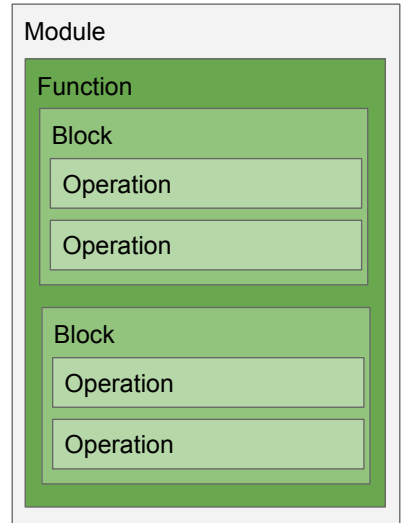 Module
Function
Block
Operation
Operation
Block
Operation
Operation